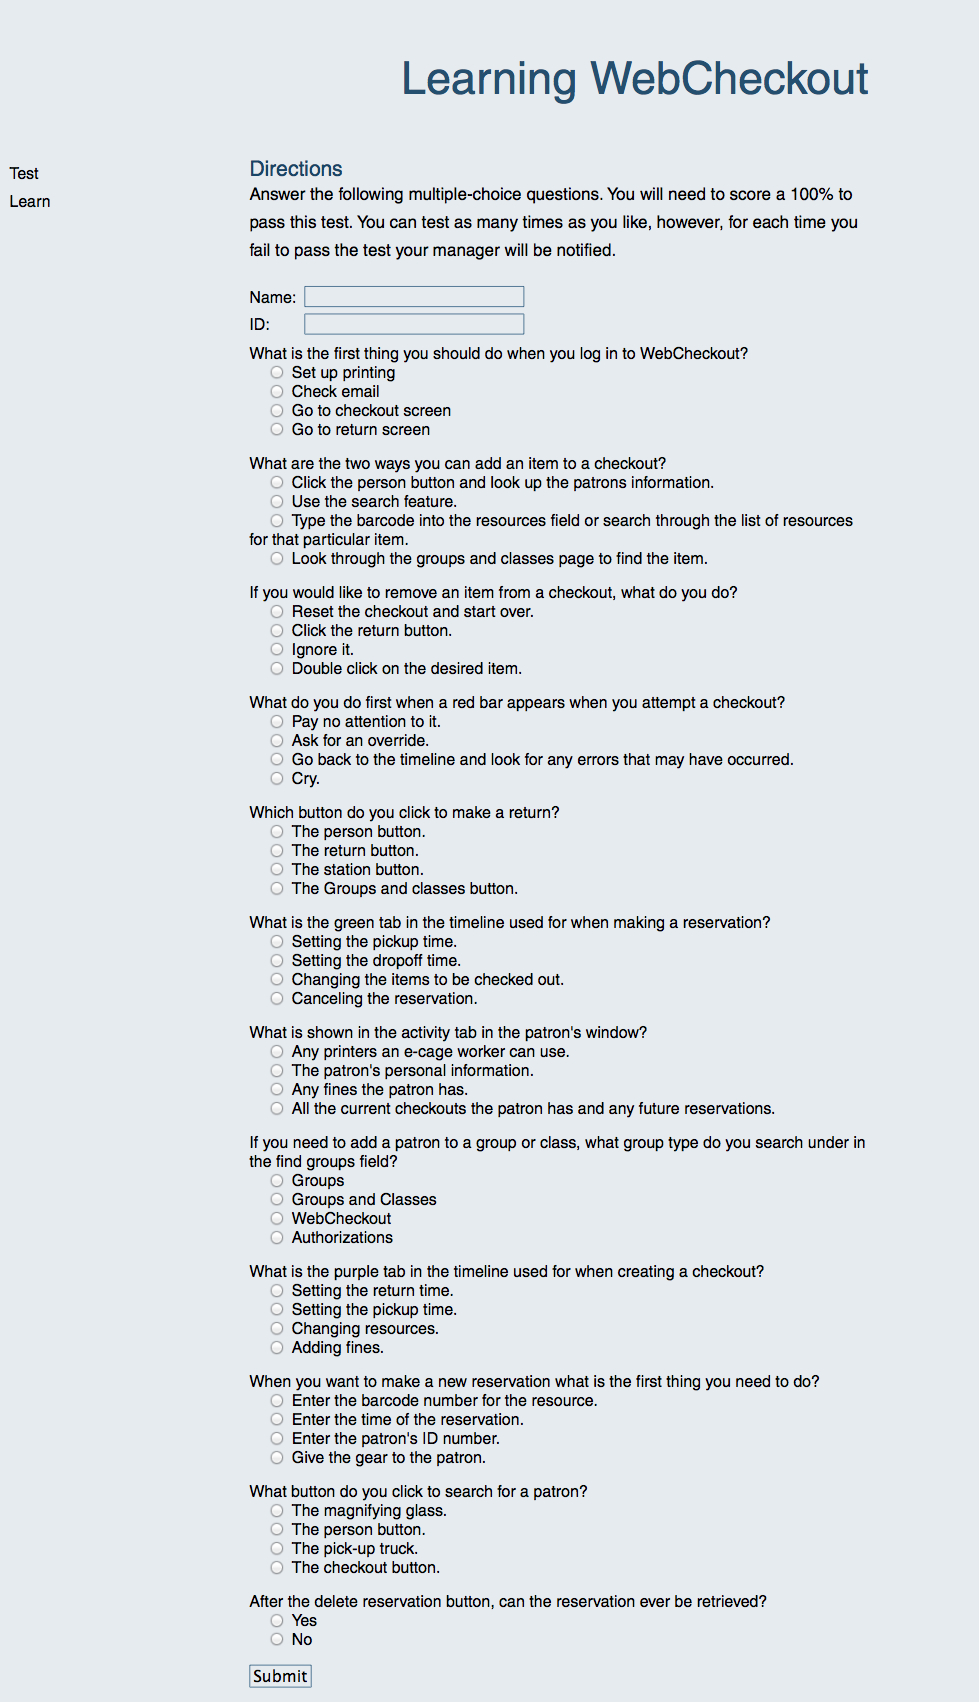 Learning WebCheckout
Test
Learn
Directions
Answer the following multiple-choice questions. You will need to score a 100% to
pass this test. You can test as many times as you like, however, for each time you
fail to pass the test your manager will be notified.
Name:
ID:
What is the first thing you should do when you log in to WebCheckout?
Set up printing
Check email
Go to checkout screen
Go to return screen
What are the two ways you can add an item to a checkout?
Click the person button and look up the patrons information.
Use the search feature.
Type the barcode into the resources field or search through the list of resources
for that particular item.
Look through the groups and classes page to find the item.
If you would like to remove an item from a checkout, what do you do?
Reset the checkout and start over.
Click the return button.
Ignore it.
Double click on the desired item.
What do you do first when a red bar appears when you attempt a checkout?
Pay no attention to it.
Ask for an override.
Go back to the timeline and look for any errors that may have occurred.
Cry.
Which button do you click to make a return?
The person button.
The return button.
The station button.
The Groups and classes button.
What is the green tab in the timeline used for when making a reservation?
Setting the pickup time.
Setting the dropoff time.
Changing the items to be checked out.
Canceling the reservation.
What is shown in the activity tab in the patron's window?
Any printers an e-cage worker can use.
The patron's personal information.
Any fines the patron has.
All the current checkouts the patron has and any future reservations.
If you need to add a patron to a group or class, what group type do you search under in
the find groups field?
Groups
Groups and Classes
WebCheckout
Authorizations
What is the purple tab in the timeline used for when creating a checkout?
Setting the return time.
Setting the pickup time.
Changing resources.
Adding fines.
When you want to make a new reservation what is the first thing you need to do?
Enter the barcode number for the resource.
Enter the time of the reservation.
Enter the patron's ID number.
Give the gear to the patron.
What button do you click to search for a patron?
The magnifying glass.
The person button.
The pick-up truck.
The checkout button.
After the delete reservation button, can the reservation ever be retrieved?
Yes
No
Submit